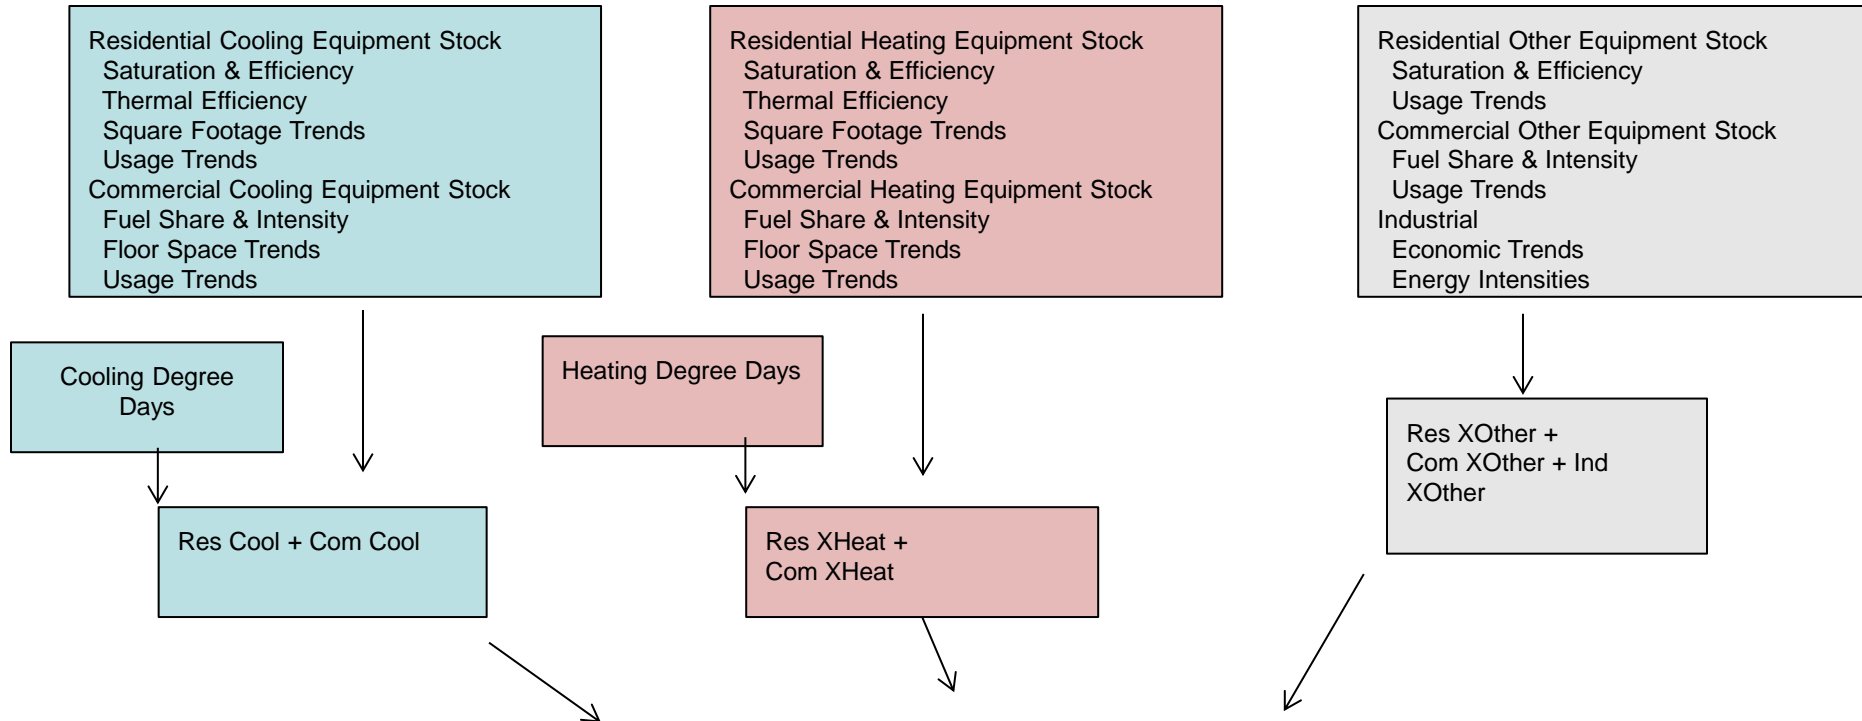 Residential Cooling Equipment Stock
Saturation & Efficiency
Thermal Efficiency
Square Footage Trends
Usage Trends
Commercial Cooling Equipment Stock
Fuel Share & Intensity
Floor Space Trends
Usage Trends
Residential Heating Equipment Stock
Saturation & Efficiency
Thermal Efficiency
Square Footage Trends
Usage Trends
Commercial Heating Equipment Stock
Fuel Share & Intensity
Floor Space Trends
Usage Trends
Residential Other Equipment Stock
Saturation & Efficiency
Usage Trends
Commercial Other Equipment Stock
Fuel Share & Intensity
Usage Trends
Industrial
Economic Trends
Energy Intensities
Cooling Degree
Days
Heating Degree Days
Res XOther +
Com XOther + Ind
XOther
Res Cool + Com Cool
Res XHeat +
Com XHeat